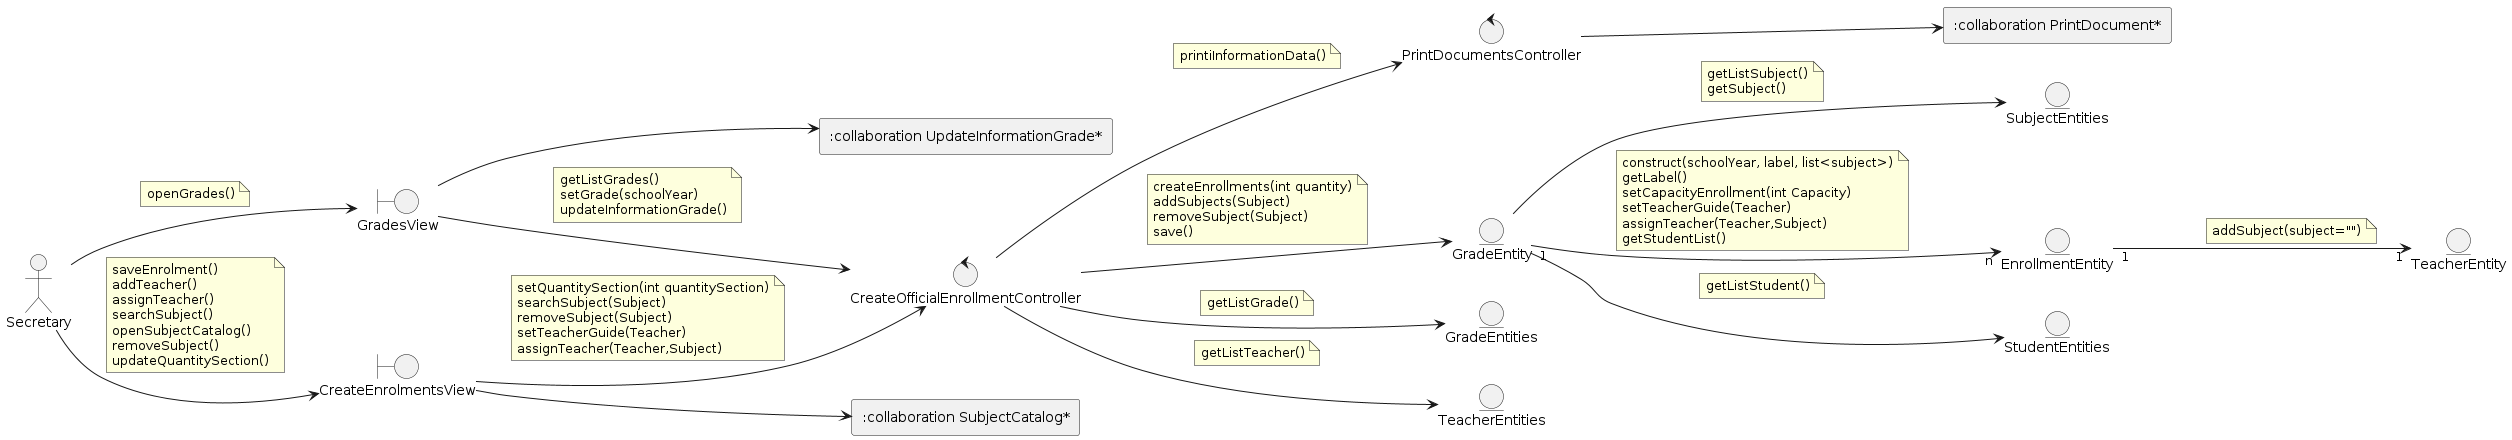 openGrades()
Secretary
saveEnrolment()
addTeacher()
assignTeacher()
searchSubject()
openSubjectCatalog()
removeSubject()
updateQuantitySection()
GradesView
CreateEnrolmentsView
:collaboration UpdateInformationGrade*
getListGrades()
setGrade(schoolYear)
updateInformationGrade()
setQuantitySection(int quantitySection)
searchSubject(Subject)
removeSubject(Subject)
setTeacherGuide(Teacher)
assignTeacher(Teacher,Subject)
CreateOfficialEnrollmentController
:collaboration SubjectCatalog*
printiInformationData()
createEnrollments(int quantity)
addSubjects(Subject)
removeSubject(Subject)
save()
getListGrade()
getListTeacher()
PrintDocumentsController
GradeEntity
GradeEntities
TeacherEntities
:collaboration PrintDocument*
getListSubject()
getSubject()
construct(schoolYear, label, list<subject>)
getLabel()
setCapacityEnrollment(int Capacity)
setTeacherGuide(Teacher)
assignTeacher(Teacher,Subject)
getStudentList()
1
n
getListStudent()
SubjectEntities
EnrollmentEntity
StudentEntities
addSubject(subject="")
1
1
TeacherEntity